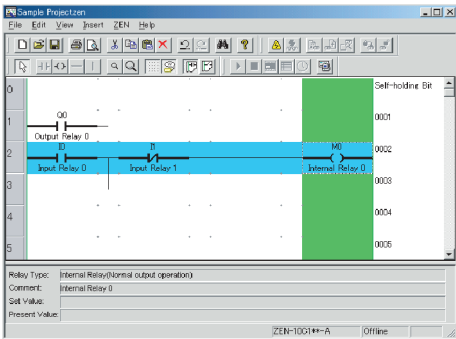 Sample Projectzen
File Edit View Insert ZEN Help
0
Self-holding Bit
1
Q0
0001
Output Relay 0
2
I0
I1
M0
0002
Input Relay 0
Input Relay 1
Internal Relay 0
3
0003
4
0004
5
0005
Relay Type: Internal Relay(Normal output operation)
Comment: Internal Relay 0
Set Value:
Present Value:
ZEN-10C1**-A Offline